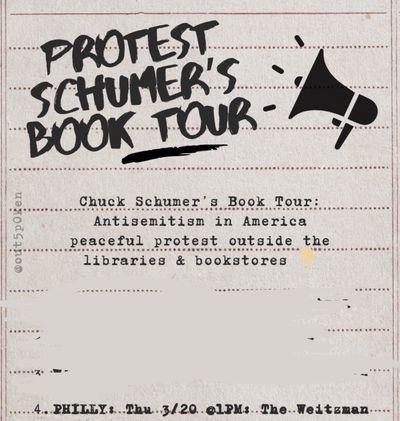 PROTEST
SCHUMER'S
BOOK TOUR
@out5p0ken
Chuck Schumer's Book Tour:
Antisemitism in America
peaceful protest outside the
libraries & bookstores 👇
4. PHILLY: Thu 3/20 @1PM: The Weitzman